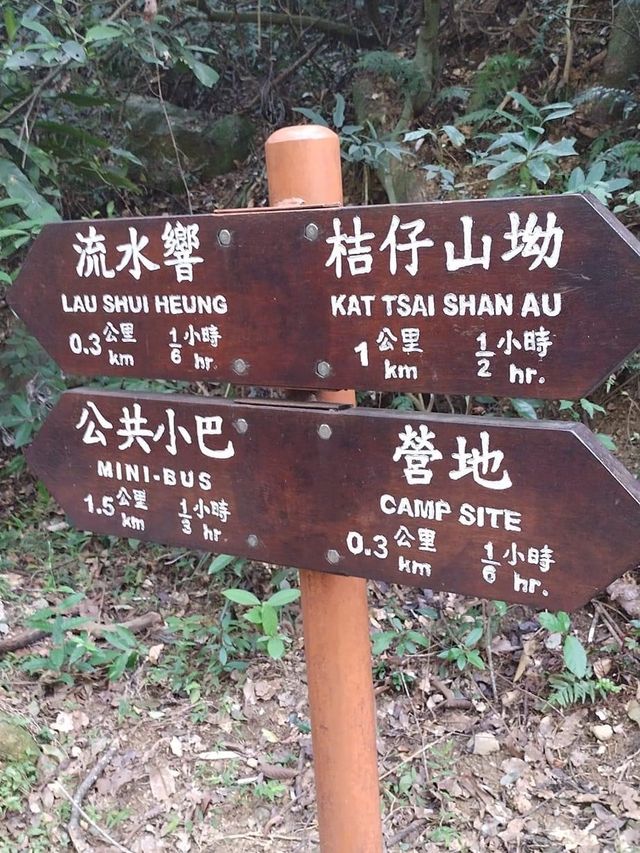 流水響
LAU SHUI HEUNG
0.3 公里 km 1/6 小時 hr.
桔仔山坳
KAT TSAI SHAN AU
1 公里 km 1/2 小時 hr.
公共小巴
MINI-BUS
1.5 公里 km 1/3 小時 hr.
營地
CAMP SITE
0.3 公里 km 1/6 小時 hr.